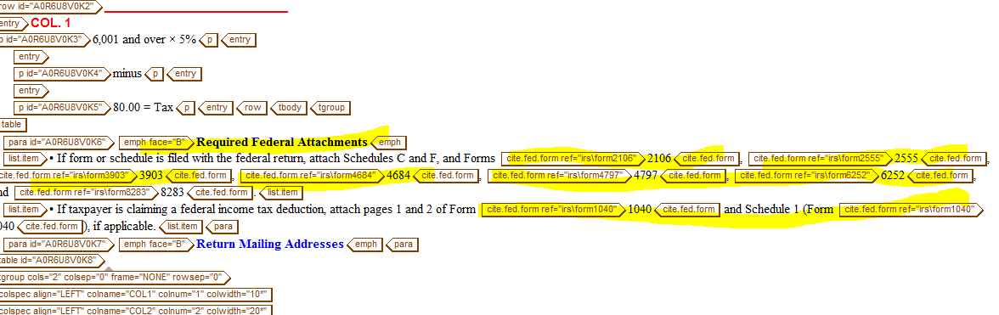 row id="A0R6U8V0K2"
entry COL. 1
p id="A0R6U8V0K3" 6,001 and over × 5% p entry
entry
p id="A0R6U8V0K4" minus p entry
entry
p id="A0R6U8V0K5" 80.00 = Tax p entry row tbody tgroup
table
para id="A0R6U8V0K6" emph face="B" Required Federal Attachments emph
list.item • If form or schedule is filed with the federal return, attach Schedules C and F, and Forms cite.fed.form ref="irs\form2106" 2106 cite.fed.form , cite.fed.form ref="irs\form2555" 2555 cite.fed.form ,
cite.fed.form ref="irs\form3903" 3903 cite.fed.form , cite.fed.form ref="irs\form4684" 4684 cite.fed.form , cite.fed.form ref="irs\form4797" 4797 cite.fed.form , cite.fed.form ref="irs\form6252" 6252 cite.fed.form ,
nd cite.fed.form ref="irs\form8283" 8283 cite.fed.form . list.item
list.item • If taxpayer is claiming a federal income tax deduction, attach pages 1 and 2 of Form cite.fed.form ref="irs\form1040" 1040 cite.fed.form and Schedule 1 (Form cite.fed.form ref="irs\form1040"
040 cite.fed.form ), if applicable. list.item para
para id="A0R6U8V0K7" emph face="B" Return Mailing Addresses emph para
table id="A0R6U8V0K8"
tgroup cols="2" colsep="0" frame="NONE" rowsep="0"
colspec align="LEFT" colname="COL1" colnum="1" colwidth="10*"
colspec align="LEFT" colname="COL2" colnum="2" colwidth="20*"